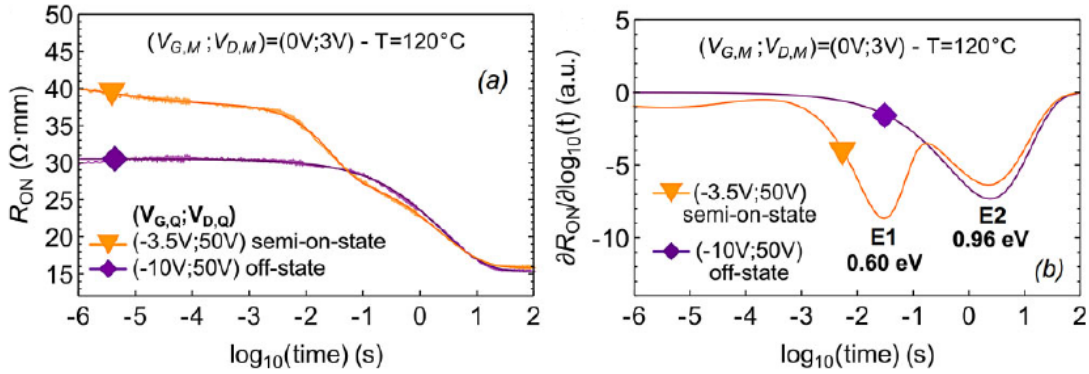 50
45
40
35
30
25
20
15
R_ON (Ω·mm)
(V_G,M ; V_D,M)=(0V;3V) - T=120°C
(a)
(V_G,Q;V_D,Q)
(-3.5V;50V) semi-on-state
(-10V;50V) off-state
-6 -5 -4 -3 -2 -1 0 1 2
log₁₀(time) (s)
5
0
-5
-10
∂R_ON/∂log₁₀(t) (a.u.)
(V_G,M ; V_D,M)=(0V;3V) - T=120°C
(-3.5V;50V)
semi-on-state
(-10V;50V)
off-state
E1
0.60 eV
E2
0.96 eV
(b)
-6 -5 -4 -3 -2 -1 0 1 2
log₁₀(time) (s)